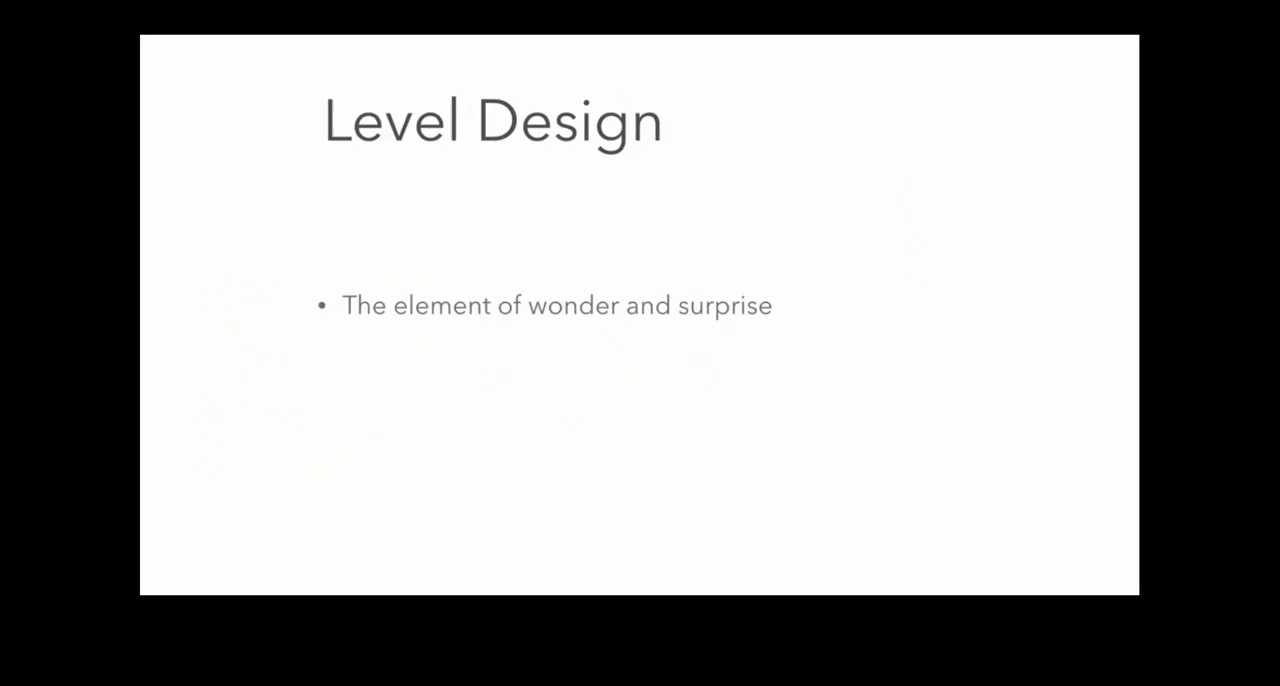 Level Design
• The element of wonder and surprise